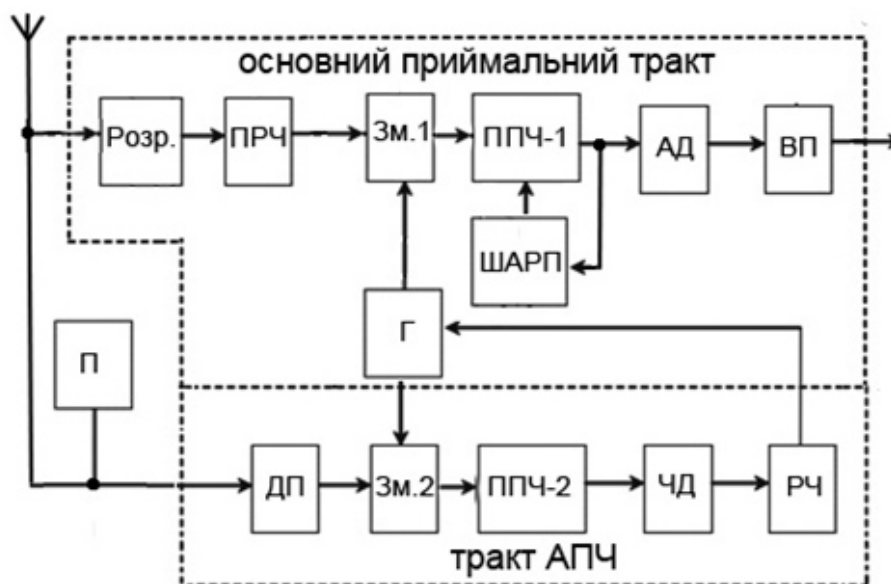 основний приймальний тракт
Розр.
ПРЧ
Зм.1
ППЧ-1
АД
ВП
ШАРП
Г
П
ДП
Зм.2
ППЧ-2
ЧД
РЧ
тракт АПЧ